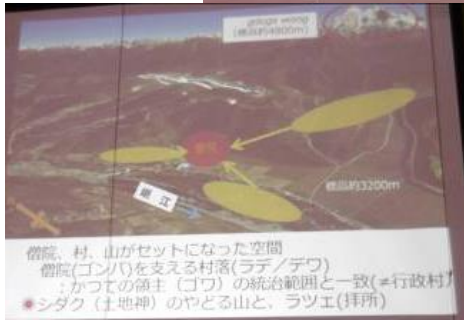 (標高約4800m)
僧院
標高約3200m
岷江
僧院、村、山がセットになった空間
僧院(ゴンパ)を支える村落(ラデ/デワ)
:かつての領主(ゴワ)の統治範囲と一致(≠行政村)
シダク(土地神)のやどる山と、ラツェ(拝所)